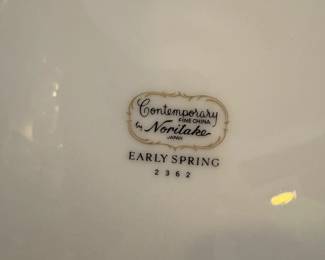 Contemporary
FINE CHINA
by Noritake
JAPAN
EARLY SPRING
2362